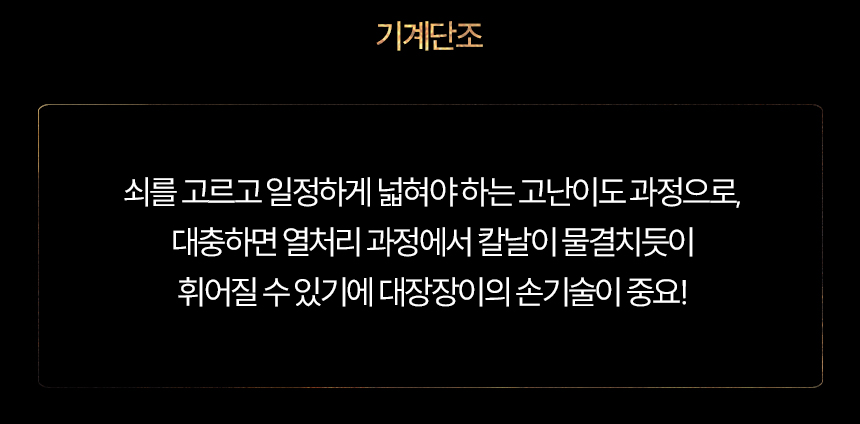 기계단조
쇠를 고르고 일정하게 넓혀야 하는 고난이도 과정으로,
대충하면 열처리 과정에서 칼날이 물결치듯이
휘어질 수 있기에 대장장이의 손기술이 중요!